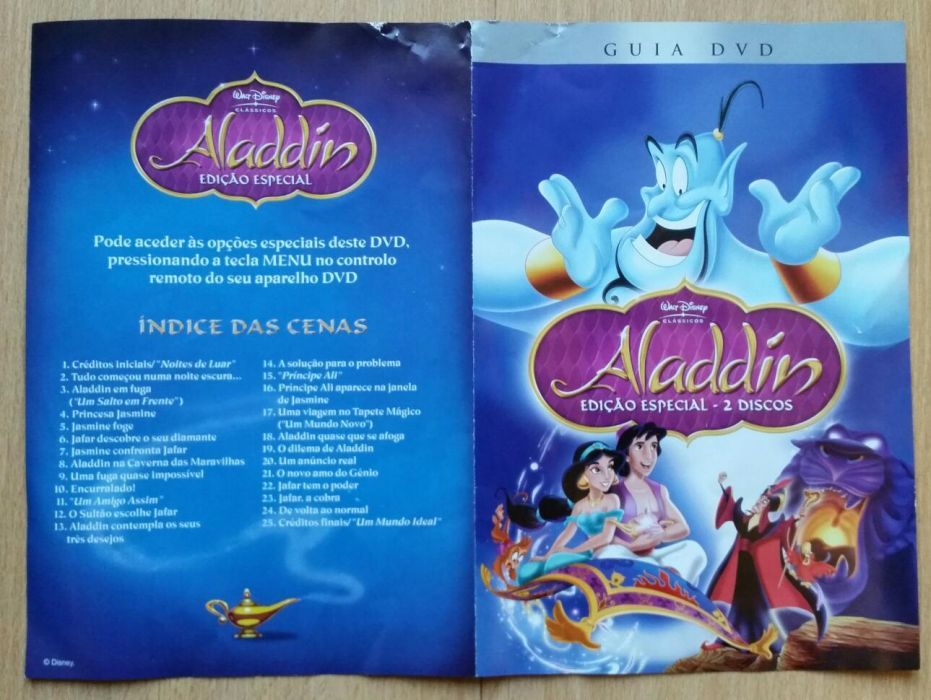 Walt Disney
CLÁSSICOS
Aladdin
EDIÇÃO ESPECIAL
Pode aceder às opções especiais deste DVD,
pressionando a tecla MENU no controlo
remoto do seu aparelho DVD
ÍNDICE DAS CENAS
1. Créditos iniciais/"Noites de Luar"
2. Tudo começou numa noite escura...
3. Aladdin em fuga
("Um Salto em Frente")
4. Princesa Jasmine
5. Jasmine foge
6. Jafar descobre o seu diamante
7. Jasmine confronta Jafar
8. Aladdin na Caverna das Maravilhas
9. Uma fuga quase impossível
10. Encurralado!
11. "Um Amigo Assim"
12. O Sultão escolhe Jafar
13. Aladdin contempla os seus
três desejos
14. A solução para o problema
15. "Príncipe Ali"
16. Príncipe Ali aparece na janela
de Jasmine
17. Uma viagem no Tapete Mágico
("Um Mundo Novo")
18. Aladdin quase que se afoga
19. O dilema de Aladdin
20. Um anúncio real
21. O novo amo do Génio
22. Jafar tem o poder
23. Jafar, a cobra
24. De volta ao normal
25. Créditos finais/"Um Mundo Ideal"
© Disney.
GUIA DVD
Walt Disney
CLÁSSICOS
Aladdin
EDIÇÃO ESPECIAL - 2 DISCOS